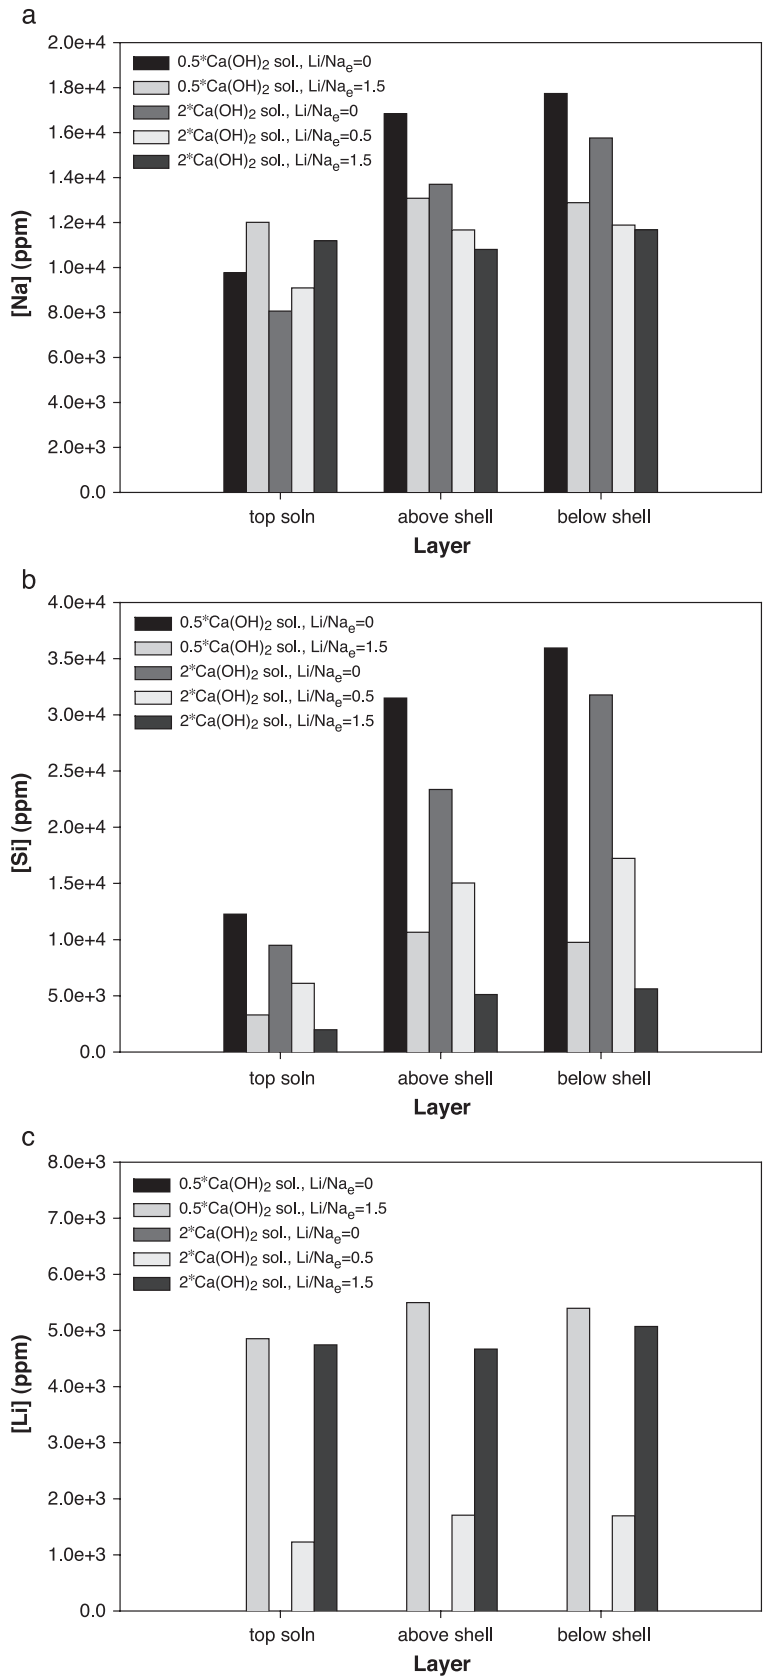 a
2.0e+4
1.8e+4
1.6e+4
1.4e+4
1.2e+4
1.0e+4
8.0e+3
6.0e+3
4.0e+3
2.0e+3
0.0
[Na] (ppm)
0.5*Ca(OH)2 sol., Li/Nae=0
0.5*Ca(OH)2 sol., Li/Nae=1.5
2*Ca(OH)2 sol., Li/Nae=0
2*Ca(OH)2 sol., Li/Nae=0.5
2*Ca(OH)2 sol., Li/Nae=1.5
top soln above shell below shell
Layer
b
4.0e+4
3.5e+4
3.0e+4
2.5e+4
2.0e+4
1.5e+4
1.0e+4
5.0e+3
0.0
[Si] (ppm)
0.5*Ca(OH)2 sol., Li/Nae=0
0.5*Ca(OH)2 sol., Li/Nae=1.5
2*Ca(OH)2 sol., Li/Nae=0
2*Ca(OH)2 sol., Li/Nae=0.5
2*Ca(OH)2 sol., Li/Nae=1.5
top soln above shell below shell
Layer
c
8.0e+3
7.0e+3
6.0e+3
5.0e+3
4.0e+3
3.0e+3
2.0e+3
1.0e+3
0.0
[Li] (ppm)
0.5*Ca(OH)2 sol., Li/Nae=0
0.5*Ca(OH)2 sol., Li/Nae=1.5
2*Ca(OH)2 sol., Li/Nae=0
2*Ca(OH)2 sol., Li/Nae=0.5
2*Ca(OH)2 sol., Li/Nae=1.5
top soln above shell below shell
Layer